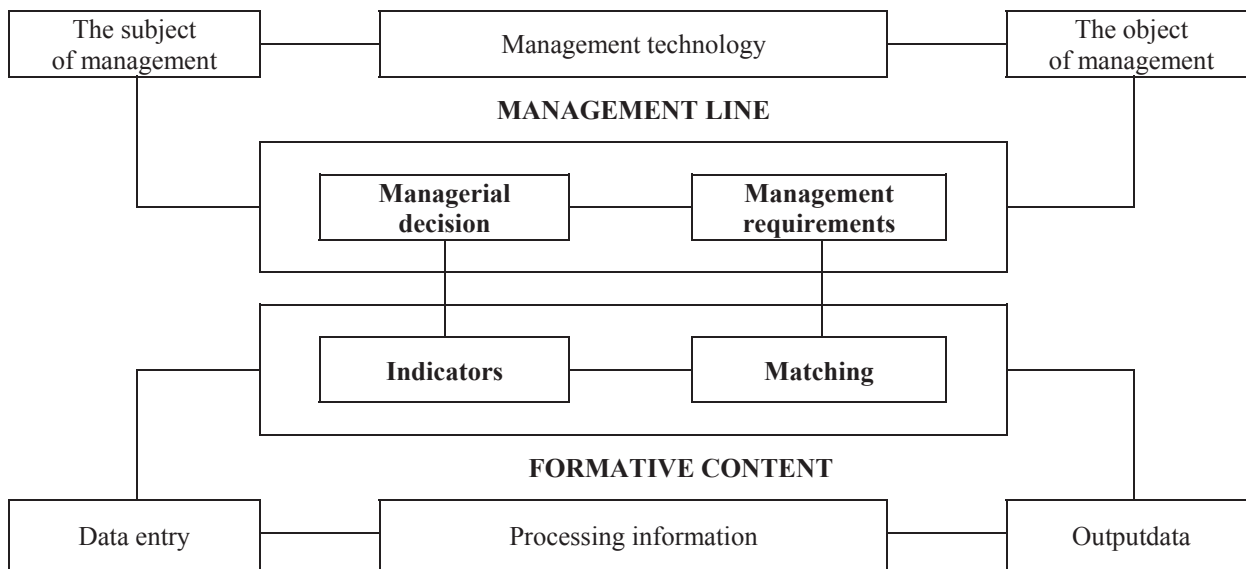 The subject
of management
Management technology
The object
of management
MANAGEMENT LINE
Managerial
decision
Management
requirements
Indicators
Matching
FORMATIVE CONTENT
Data entry
Processing information
Outputdata